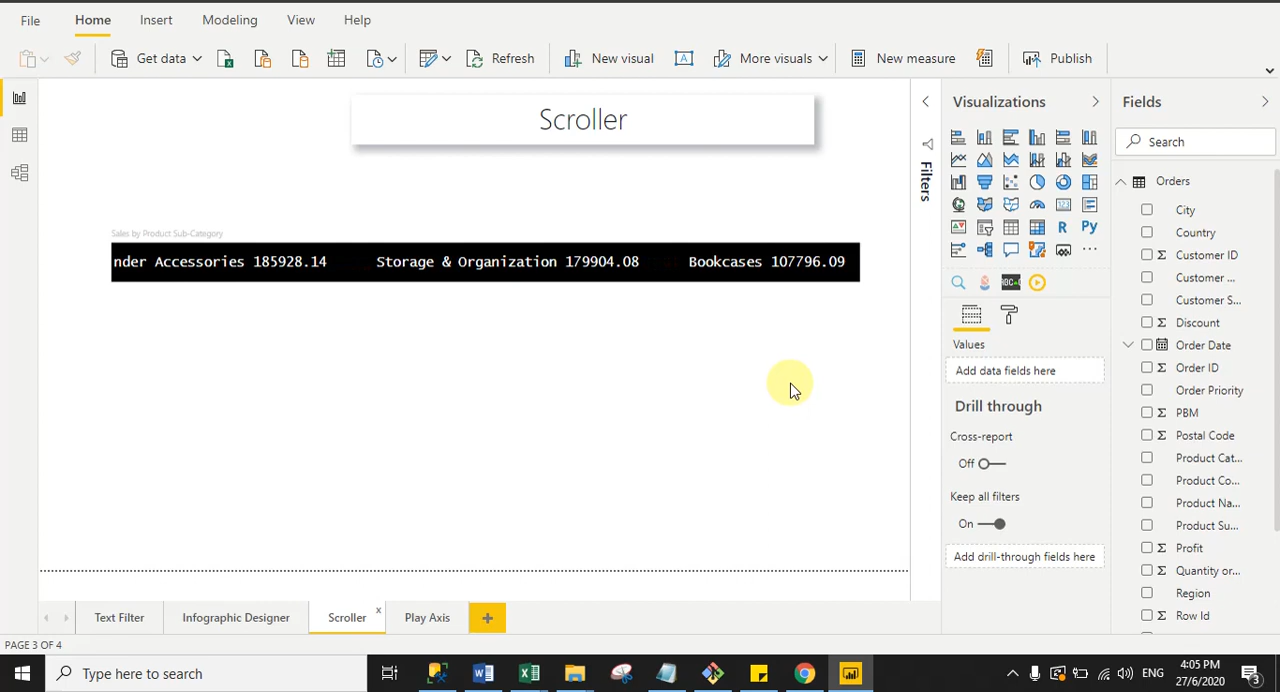 File Home Insert Modeling View Help
Get data Refresh New visual More visuals New measure Publish
Scroller
Sales by Product Sub-Category
nder Accessories 185928.14 Storage & Organization 179904.08 Bookcases 107796.09
Filters
Visualizations
R Py
ABC
Values
Add data fields here
Drill through
Cross-report
Off
Keep all filters
On
Add drill-through fields here
Fields
Search
Orders
City
Country
Σ Customer ID
Customer ...
Customer S...
Σ Discount
Order Date
Σ Order ID
Order Priority
Σ PBM
Σ Postal Code
Product Cat...
Product Co...
Product Na...
Product Su...
Σ Profit
Σ Quantity or...
Region
Σ Row Id
Text Filter Infographic Designer Scroller x Play Axis +
PAGE 3 OF 4
Type here to search
ENG
4:05 PM
27/6/2020
3